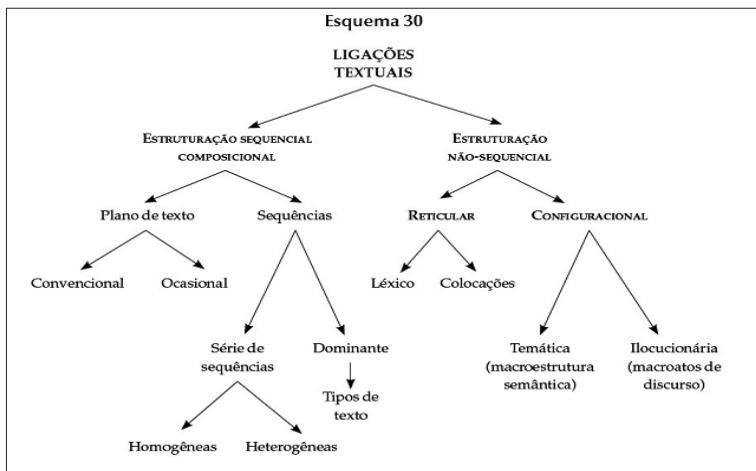 Esquema 30
LIGAÇÕES
TEXTUAIS
ESTRUTURAÇÃO SEQUENCIAL
COMPOSICIONAL
ESTRUTURAÇÃO
NÃO-SEQUENCIAL
Plano de texto
Sequências
RETICULAR
CONFIGURACIONAL
Convencional
Ocasional
Léxico
Colocações
Série de
sequências
Dominante
Temática
(macroestrutura
semântica)
Ilocucionária
(macroatos de
discurso)
Tipos de
texto
Homogêneas
Heterogêneas